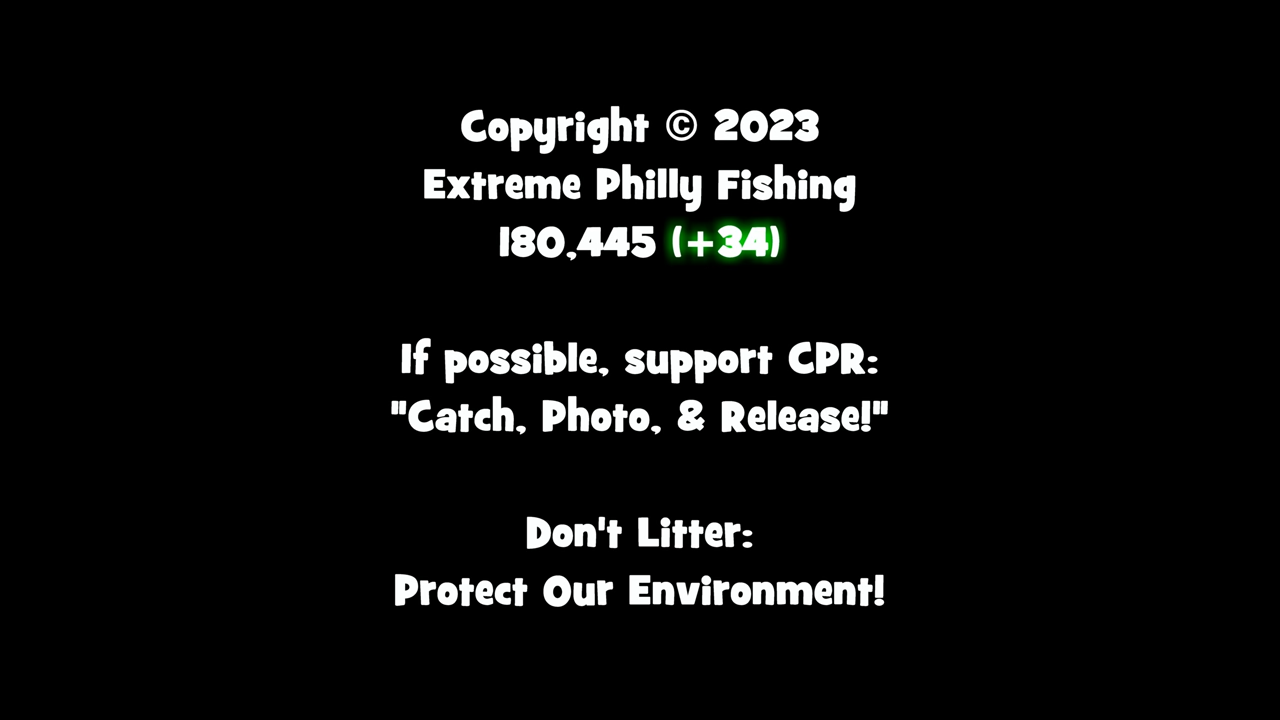 Copyright © 2023
Extreme Philly Fishing
180,445 (+34)
If possible, support CPR:
"Catch, Photo, & Release!"
Don't Litter:
Protect Our Environment!